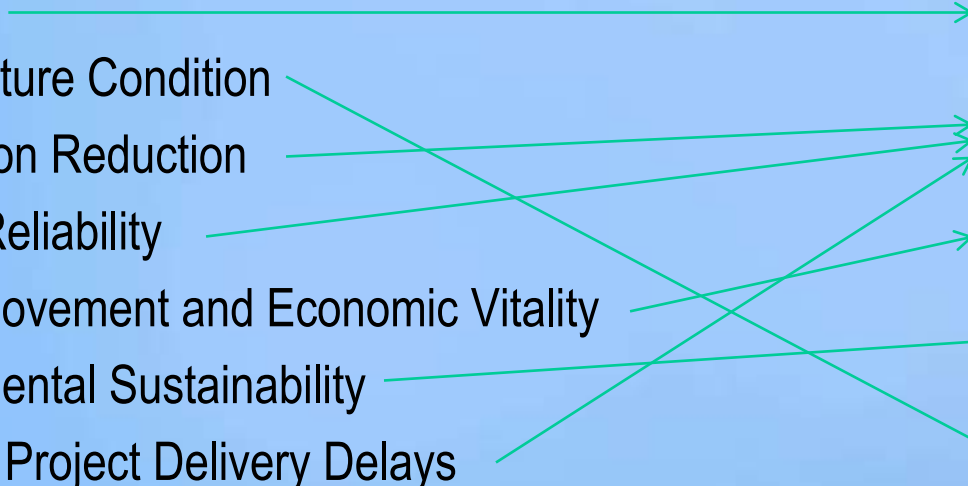 ture Condition
on Reduction
Reliability
ovement and Economic Vitality
ental Sustainability
Project Delivery Delays